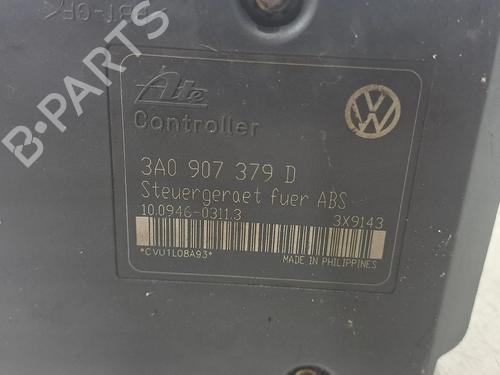 Ate
Controller
3A0 907 379 D
Steuergeraet fuer ABS
10.0946-0311.3 3X9143
*CVU1L08A93*
MADE IN PHILIPPINES
B-PARTS